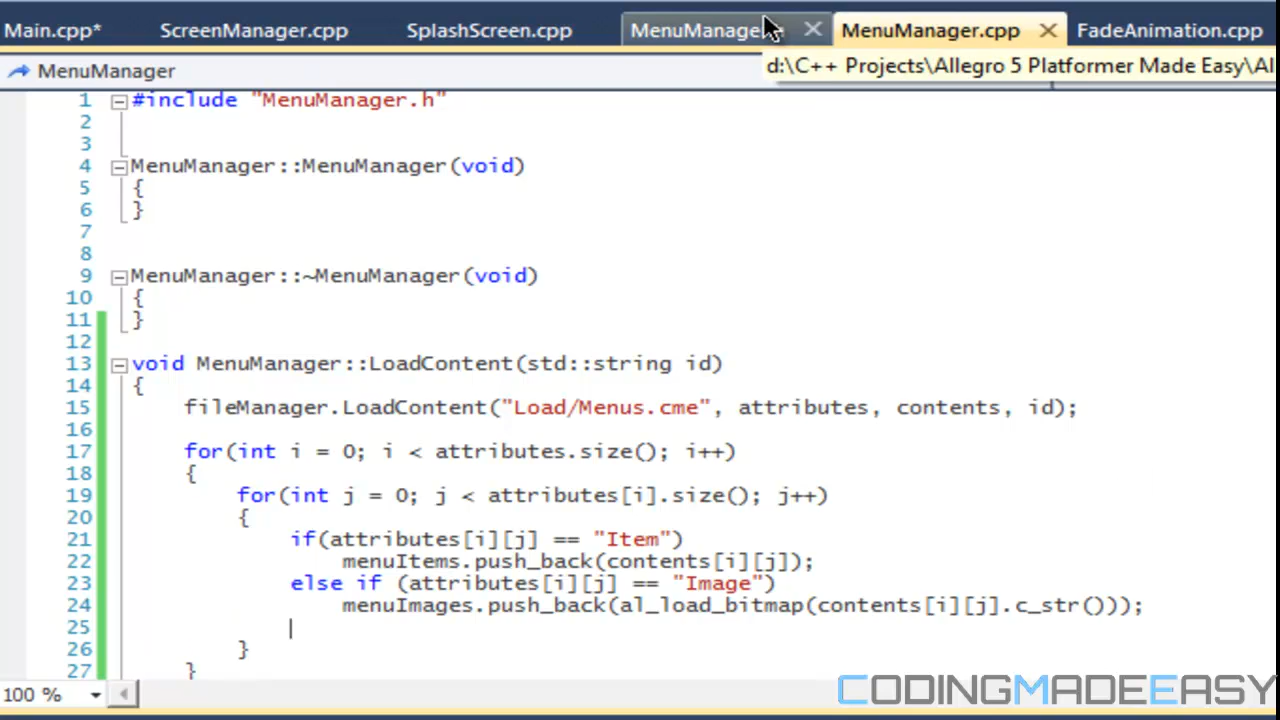 Main.cpp* ScreenManager.cpp SplashScreen.cpp MenuManager MenuManager.cpp FadeAnimation.cpp
MenuManager
d:\C++ Projects\Allegro 5 Platformer Made Easy\Al
1 #include "MenuManager.h"
2
3
4 MenuManager::MenuManager(void)
5 {
6 }
7
8
9 MenuManager::~MenuManager(void)
10 {
11 }
12
13 void MenuManager::LoadContent(std::string id)
14 {
15 fileManager.LoadContent("Load/Menus.cme", attributes, contents, id);
16
17 for(int i = 0; i < attributes.size(); i++)
18 {
19 for(int j = 0; j < attributes[i].size(); j++)
20 {
21 if(attributes[i][j] == "Item")
22 menuItems.push_back(contents[i][j]);
23 else if (attributes[i][j] == "Image")
24 menuImages.push_back(al_load_bitmap(contents[i][j].c_str()));
25
26 }
27 }
100 %
CODINGMADEEASY